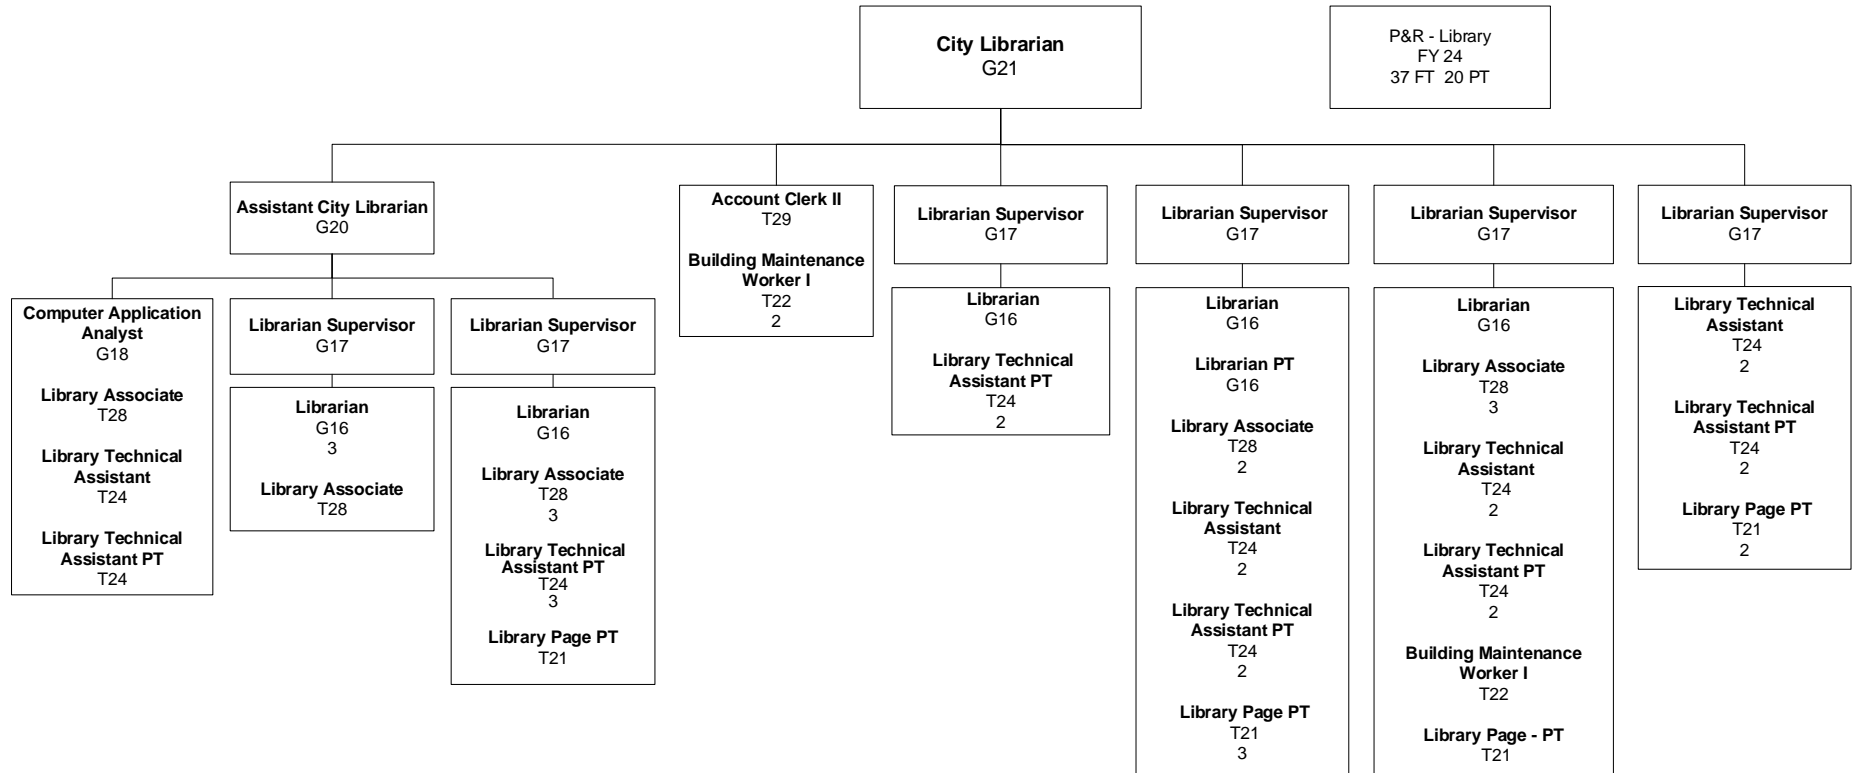 City Librarian
G21
P&R - Library
FY 24
37 FT  20 PT
Assistant City Librarian
G20
Computer Application
Analyst
G18
Library Associate
T28
Library Technical
Assistant
T24
Library Technical
Assistant PT
T24
Librarian Supervisor
G17
Librarian
G16
3
Library Associate
T28
Librarian Supervisor
G17
Librarian
G16
Library Associate
T28
3
Library Technical
Assistant PT
T24
3
Library Page PT
T21
Account Clerk II
T29
Building Maintenance
Worker I
T22
2
Librarian Supervisor
G17
Librarian
G16
Library Technical
Assistant PT
T24
2
Librarian Supervisor
G17
Librarian
G16
Librarian PT
G16
Library Associate
T28
2
Library Technical
Assistant
T24
2
Library Technical
Assistant PT
T24
2
Library Page PT
T21
3
Librarian Supervisor
G17
Librarian
G16
Library Associate
T28
3
Library Technical
Assistant
T24
2
Library Technical
Assistant PT
T24
2
Building Maintenance
Worker I
T22
Library Page - PT
T21
Librarian Supervisor
G17
Library Technical
Assistant
T24
2
Library Technical
Assistant PT
T24
2
Library Page PT
T21
2